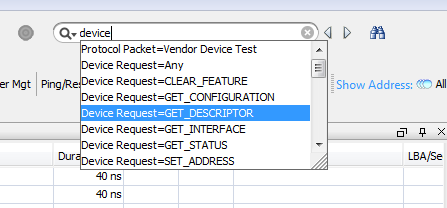 device
Protocol Packet=Vendor Device Test
Device Request=Any
Device Request=CLEAR_FEATURE
Device Request=GET_CONFIGURATION
Device Request=GET_DESCRIPTOR
Device Request=GET_INTERFACE
Device Request=GET_STATUS
Device Request=SET_ADDRESS
er Mgt
Ping/Re
Show Address:
All
Dura
LBA/Se
40 ns
40 ns